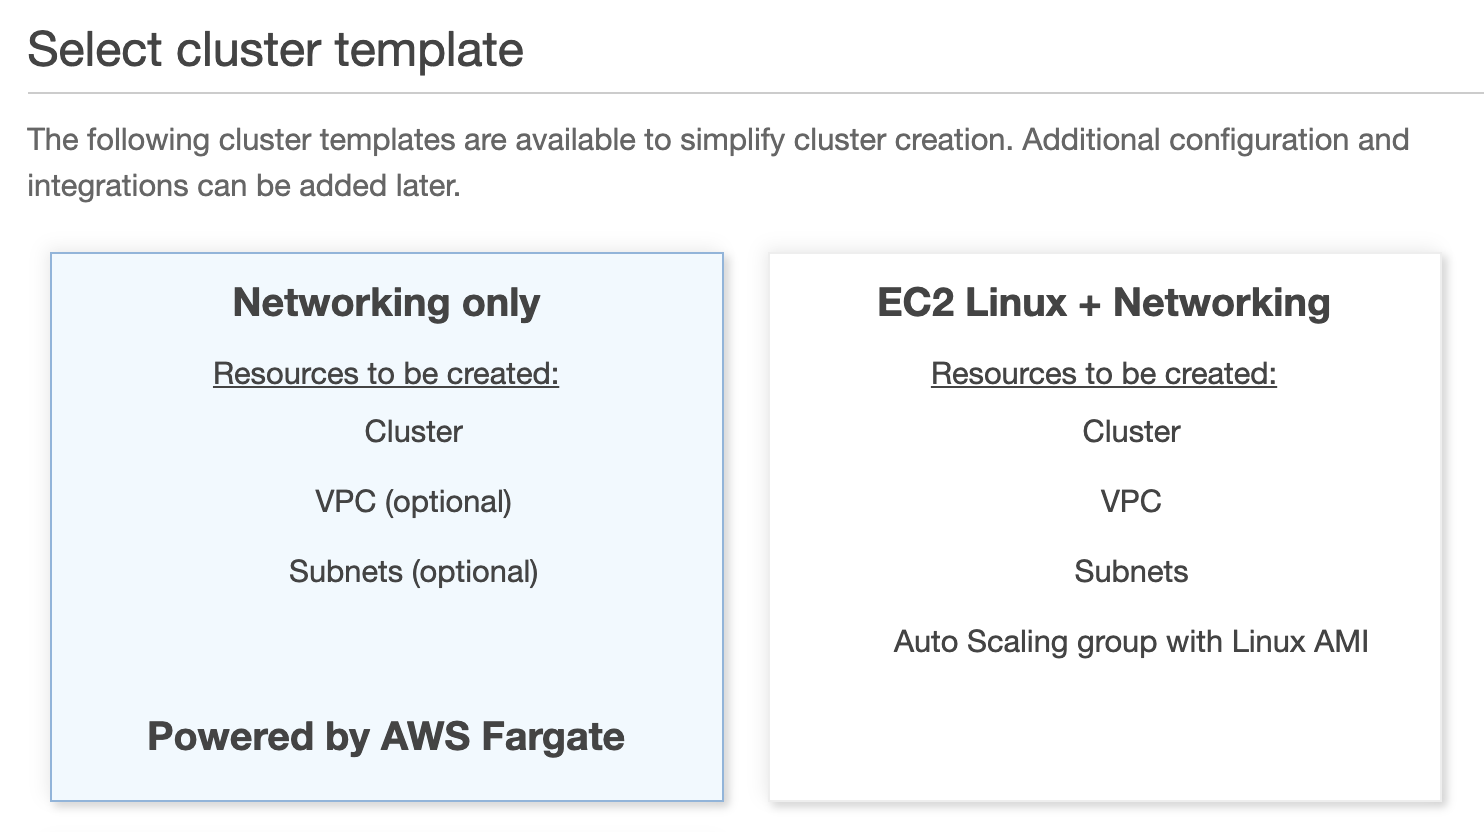 Select cluster template
The following cluster templates are available to simplify cluster creation. Additional configuration and
integrations can be added later.
Networking only
Resources to be created:
Cluster
VPC (optional)
Subnets (optional)
Powered by AWS Fargate
EC2 Linux + Networking
Resources to be created:
Cluster
VPC
Subnets
Auto Scaling group with Linux AMI